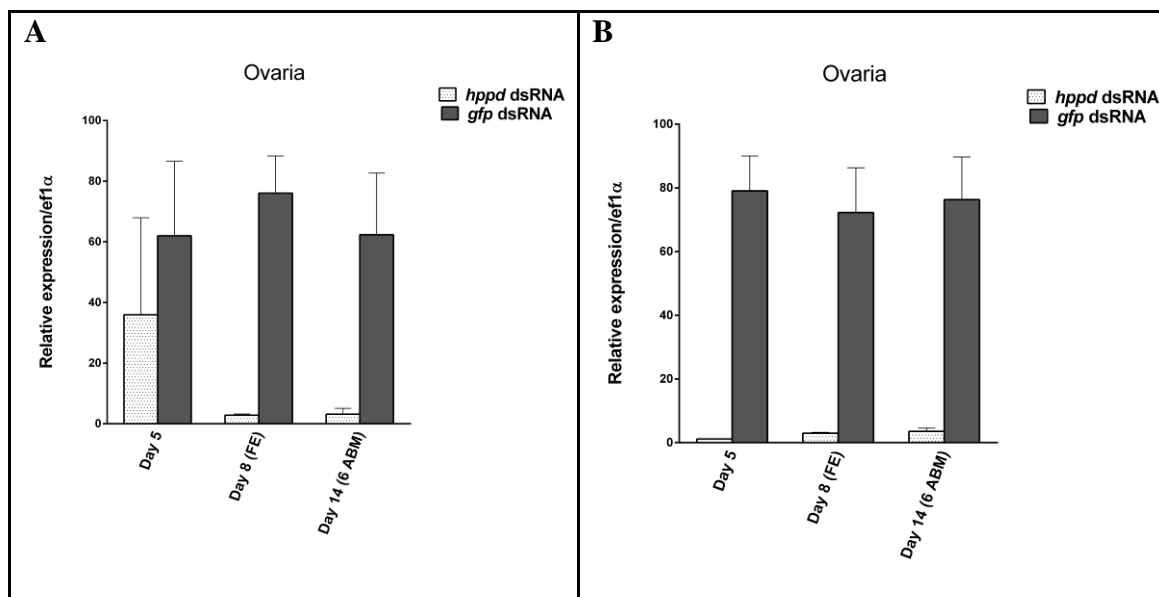 A
Ovaria
hppd dsRNA
gfp dsRNA
Relative expression/ef1α
100
80
60
40
20
0
Day 5
Day 8 (FE)
Day 14 (6 ABM)
B
Ovaria
hppd dsRNA
gfp dsRNA
Relative expression/ef1α
100
80
60
40
20
0
Day 5
Day 8 (FE)
Day 14 (6 ABM)